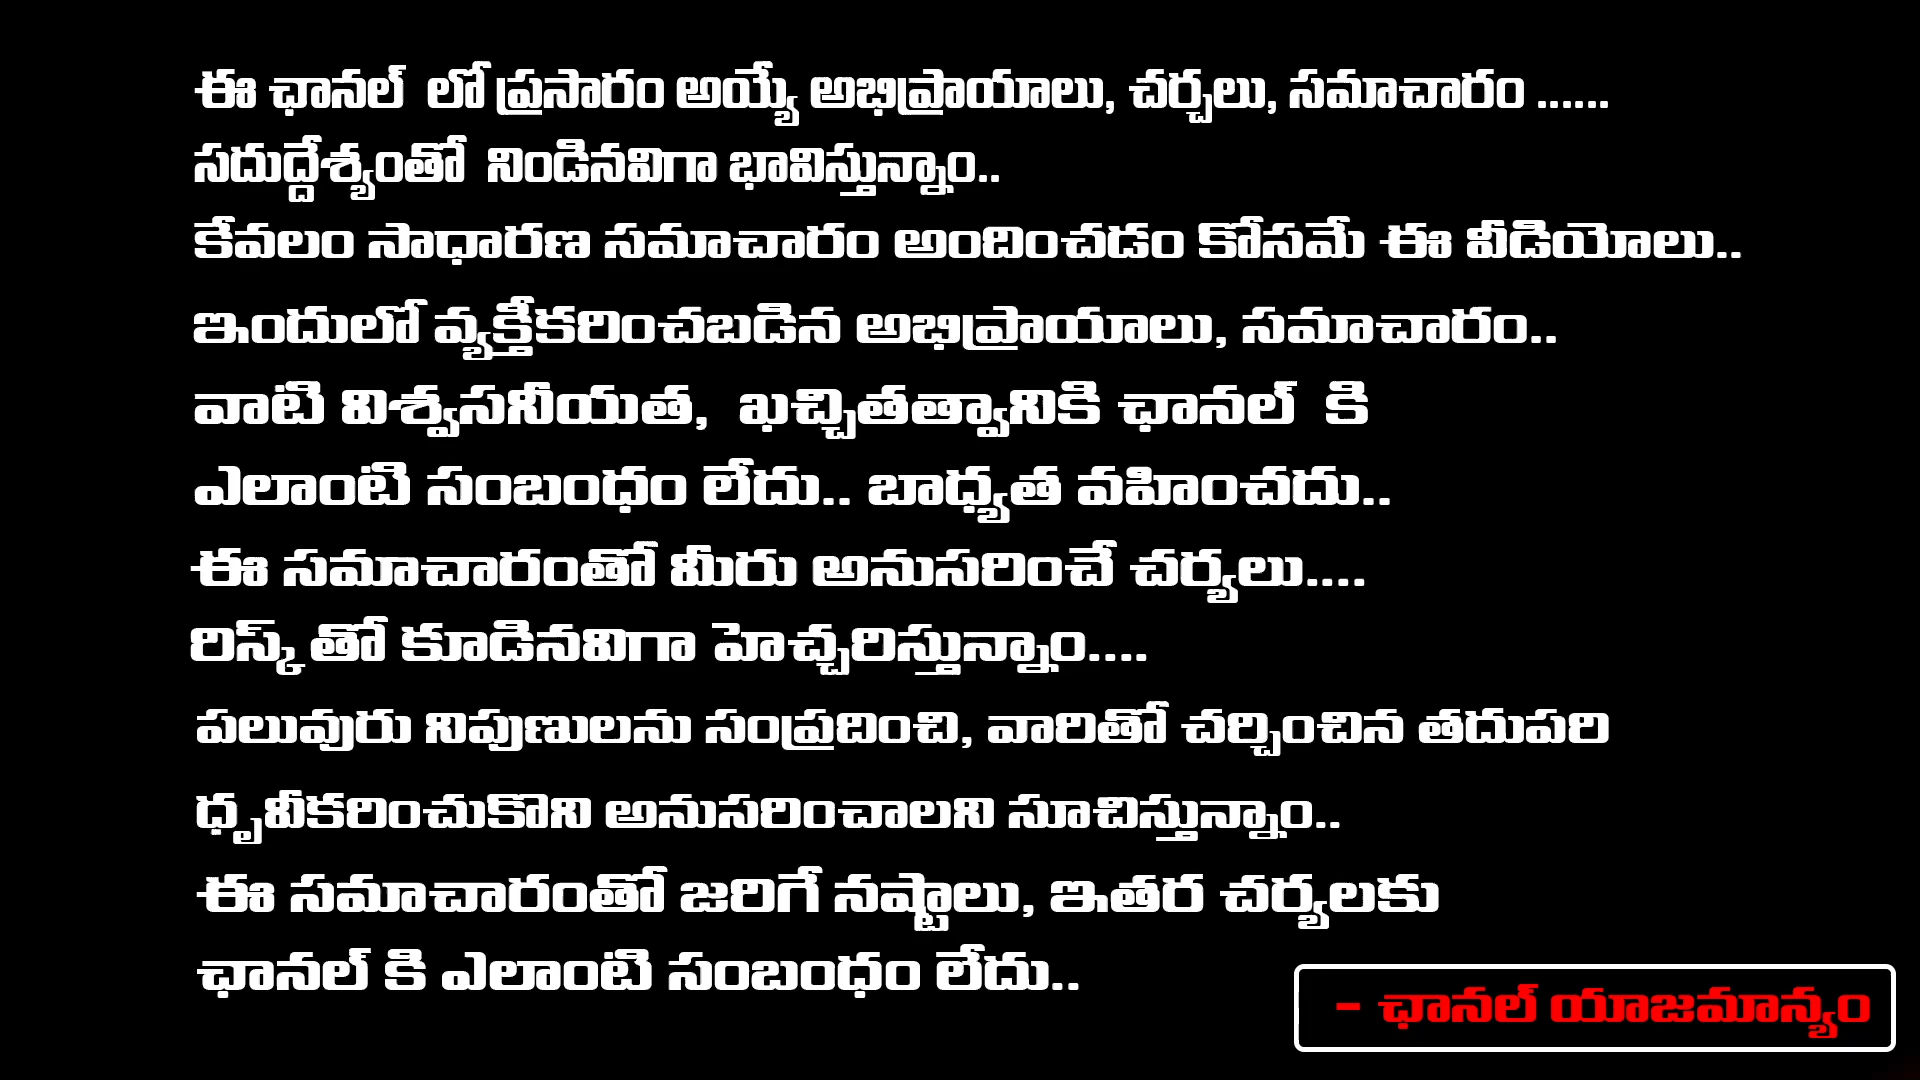 ఈ ఛానల్ లో ప్రసారం అయ్యే అభిప్రాయాలు, చర్చలు, సమాచారం ......
సదుద్దేశ్యంతో నిండినవిగా భావిస్తున్నాం..
కేవలం సాధారణ సమాచారం అందించడం కోసమే ఈ వీడియోలు..
ఇందులో వ్యక్తీకరించబడిన అభిప్రాయాలు, సమాచారం..
వాటి విశ్వసనీయత, ఖచ్చితత్వానికి ఛానల్ కి
ఎలాంటి సంబంధం లేదు.. బాధ్యత వహించదు..
ఈ సమాచారంతో మీరు అనుసరించే చర్యలు....
రిస్క్ తో కూడినవిగా హెచ్చరిస్తున్నాం....
పలువురు నిపుణులను సంప్రదించి, వారితో చర్చించిన తదుపరి
ధృవీకరించుకొని అనుసరించాలని సూచిస్తున్నాం..
ఈ సమాచారంతో జరిగే నష్టాలు, ఇతర చర్యలకు
ఛానల్ కి ఎలాంటి సంబంధం లేదు..
- ఛానల్ యాజమాన్యం